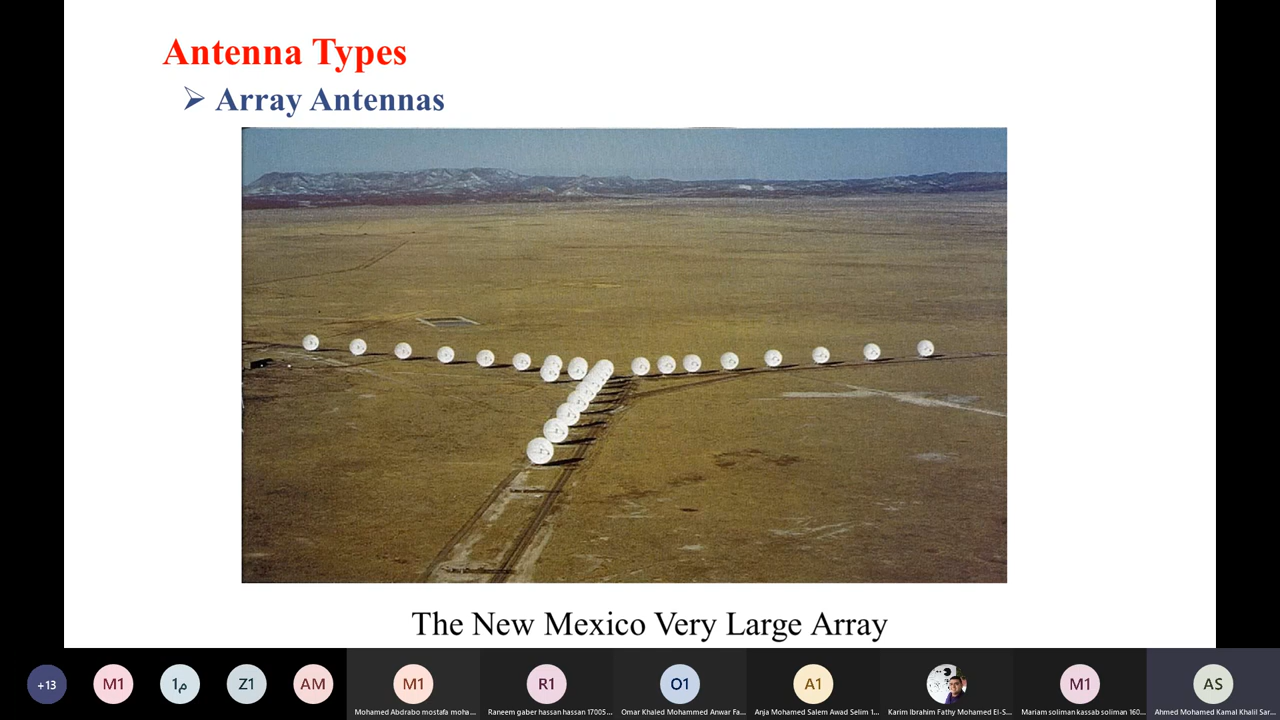 Antenna Types
➢ Array Antennas
The New Mexico Very Large Array
+13
M1
1م
Z1
AM
M1
R1
O1
A1
M1
AS
Mohamed Abdrabo mostafa moha...
Raneem gaber hassan hassan 17005...
Omar Khaled Mohammed Anwar Fa...
Anja Mohamed Salem Awad Selim 1...
Karim Ibrahim Fathy Mohamed El-S...
Mariam soliman kassab soliman 160...
Ahmed Mohamed Kamal Khalil Sar...